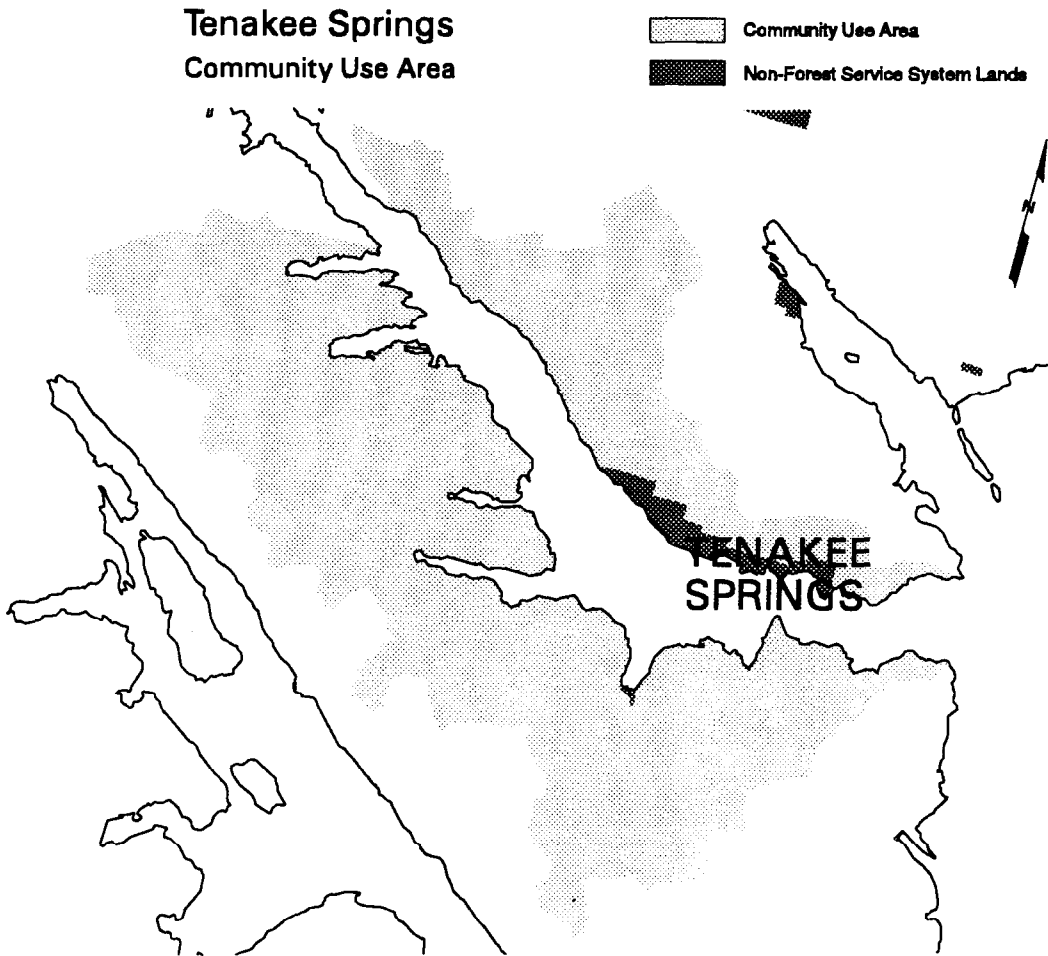 Tenakee Springs
Community Use Area
Community Use Area
Non-Forest Service System Lands
N
TENAKEE
SPRINGS